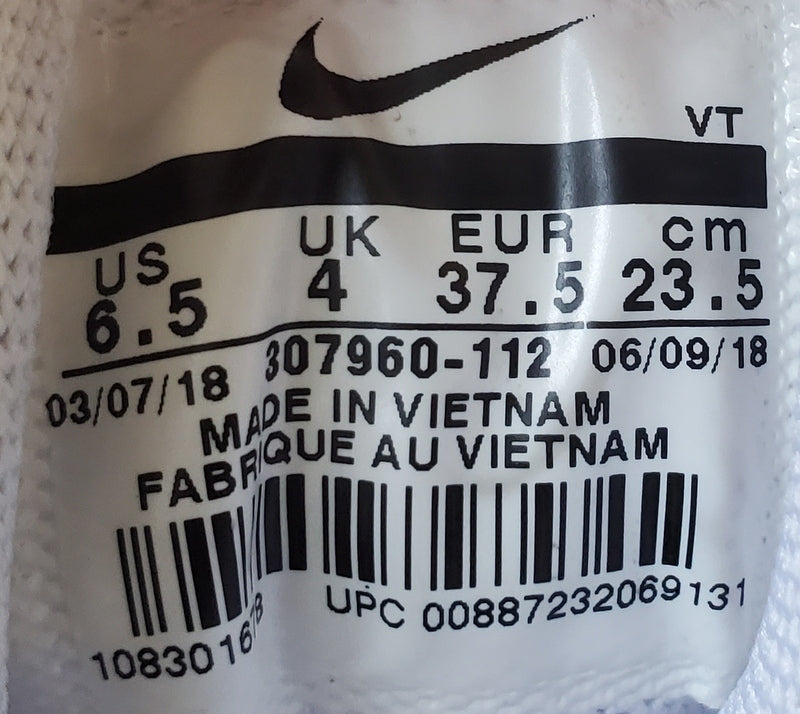 VT
US UK EUR cm
6.5 4 37.5 23.5
03/07/18 307960-112 06/09/18
MADE IN VIETNAM
FABRIQUE AU VIETNAM
UPC 00887232069131
1083016